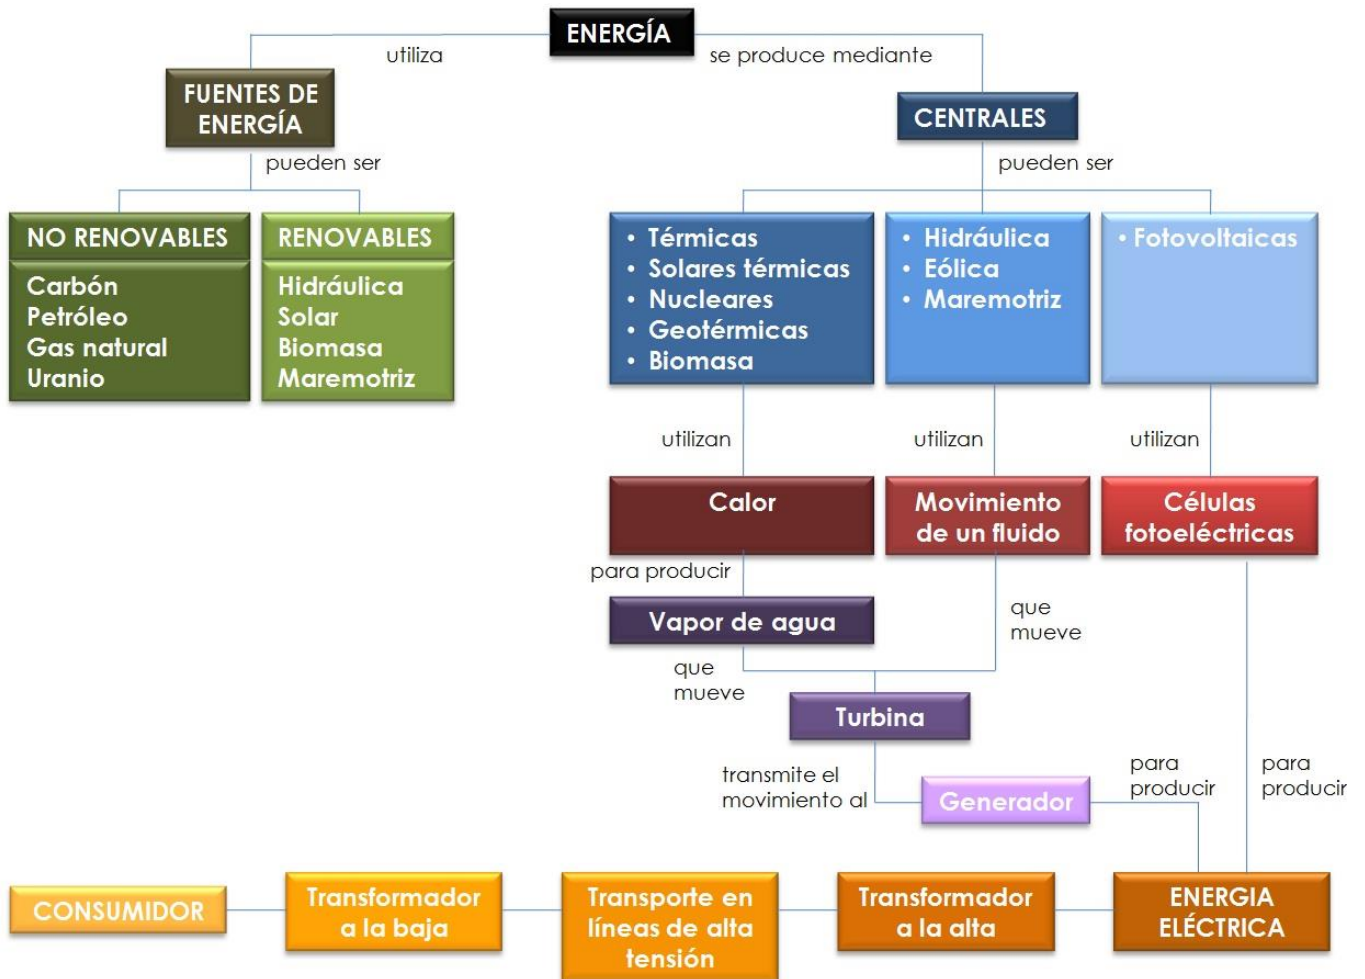 ENERGÍA
utiliza
se produce mediante
FUENTES DE
ENERGÍA
CENTRALES
pueden ser
pueden ser
NO RENOVABLES
Carbón
Petróleo
Gas natural
Uranio
RENOVABLES
Hidráulica
Solar
Biomasa
Maremotriz
• Térmicas
• Solares térmicas
• Nucleares
• Geotérmicas
• Biomasa
• Hidráulica
• Eólica
• Maremotriz
• Fotovoltaicas
utilizan
utilizan
utilizan
Calor
Movimiento
de un fluido
Células
fotoeléctricas
para producir
Vapor de agua
que
mueve
que
mueve
Turbina
transmite el
movimiento al
Generador
para
producir
para
producir
CONSUMIDOR
Transformador
a la baja
Transporte en
líneas de alta
tensión
Transformador
a la alta
ENERGIA
ELÉCTRICA